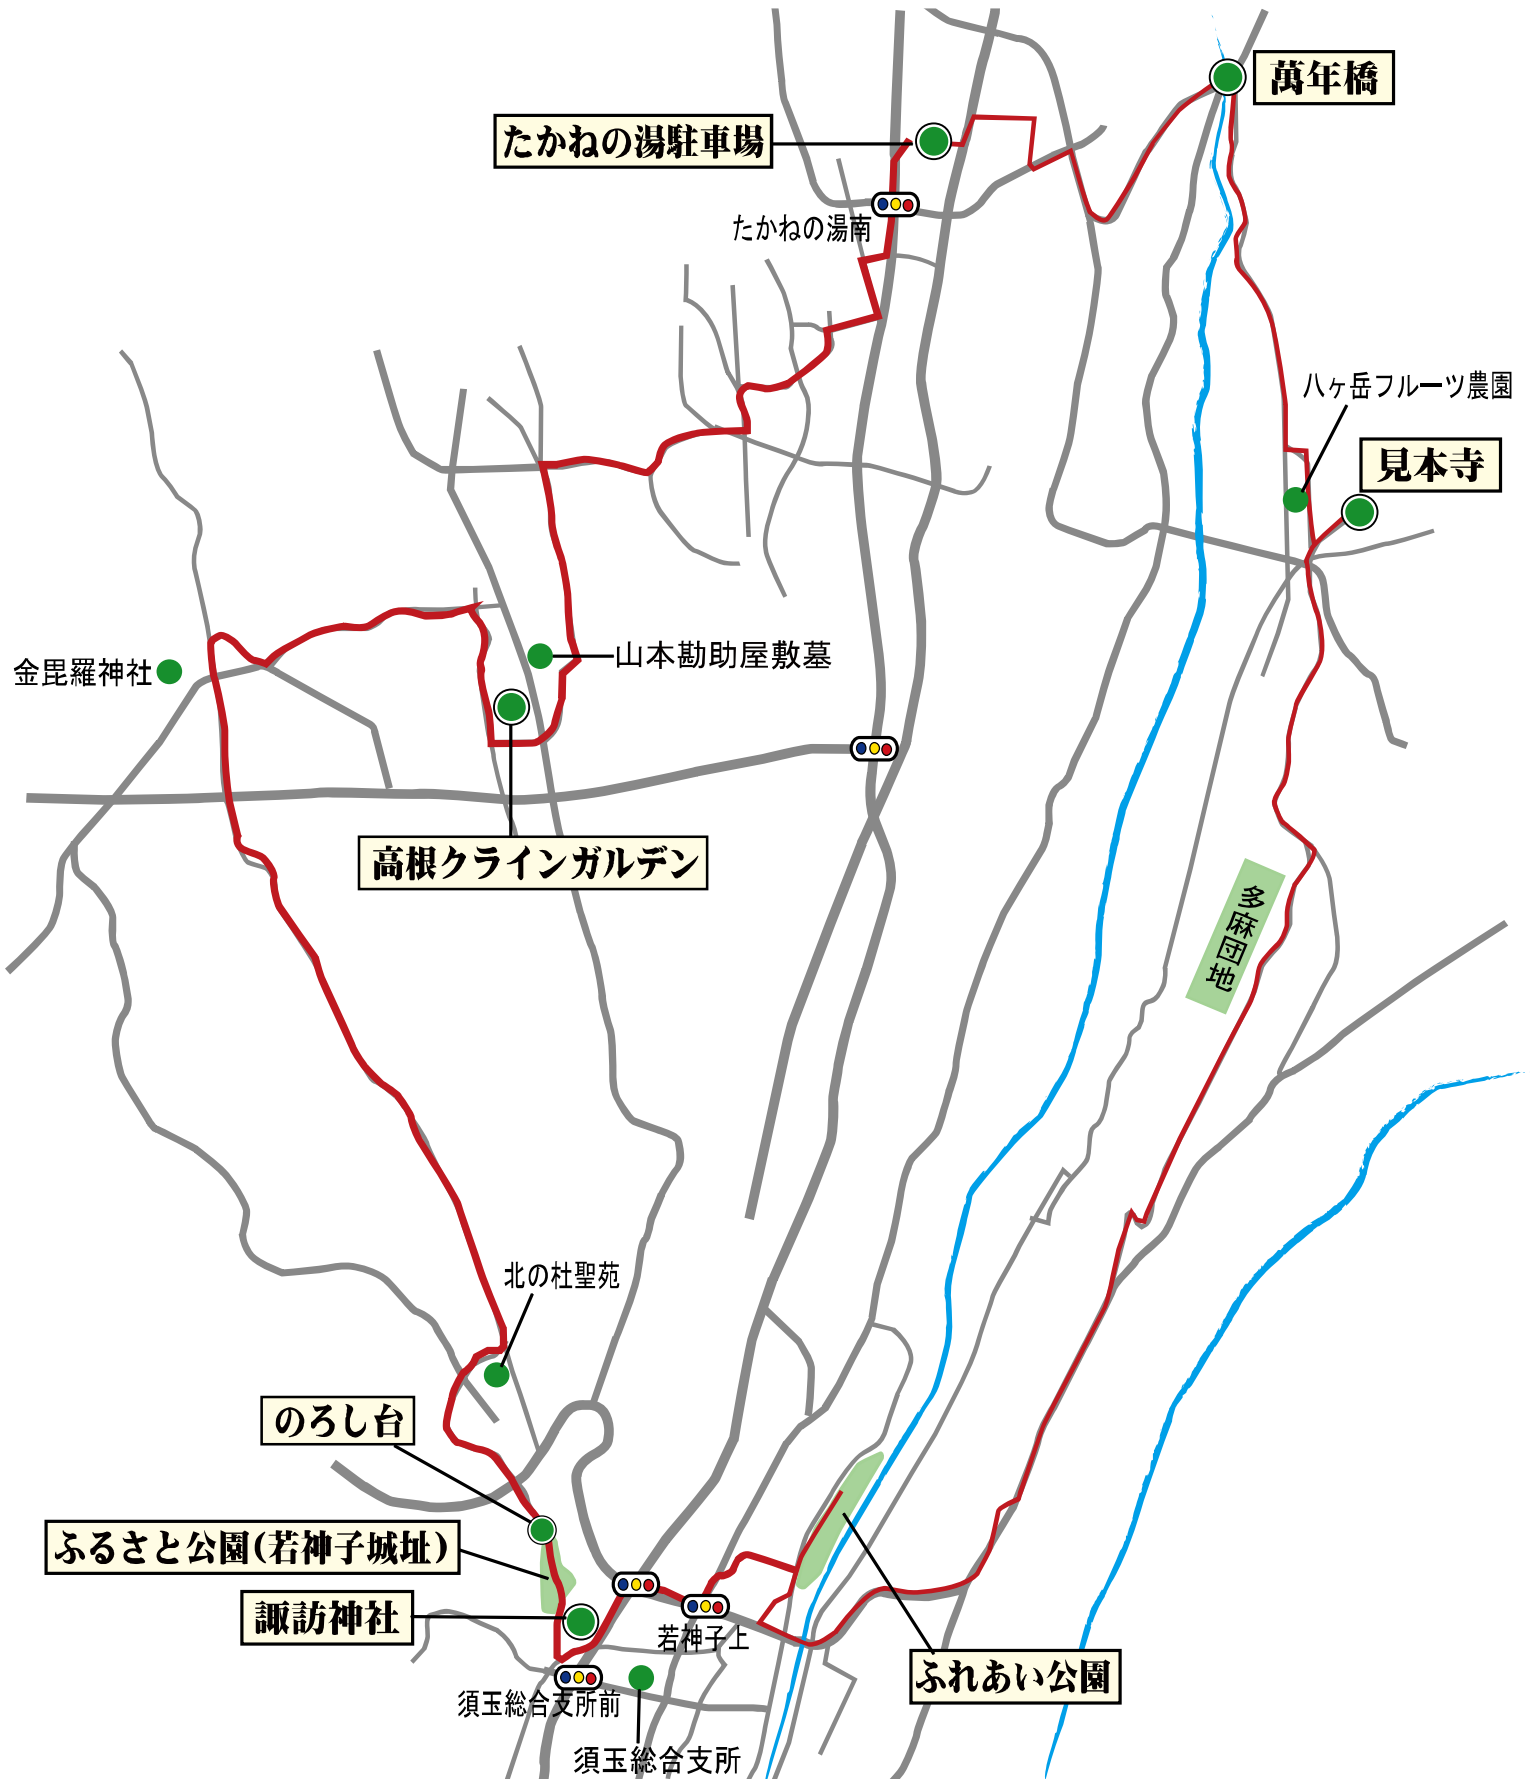 萬年橋
たかねの湯駐車場
たかねの湯南
八ヶ岳フルーツ農園
見本寺
山本勘助屋敷墓
金毘羅神社
高根クラインガルデン
多麻団地
北の杜聖苑
のろし台
ふるさと公園(若神子城址)
諏訪神社
若神子上
ふれあい公園
須玉総合支所前
須玉総合支所